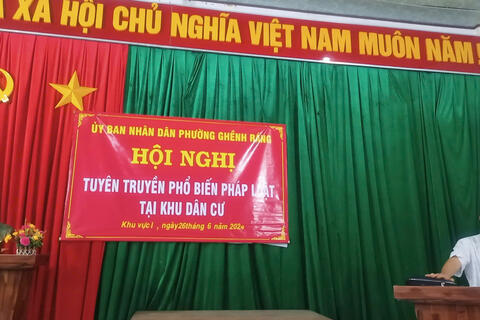 XÃ HỘI CHỦ NGHĨA VIỆT NAM MUÔN NĂM!
ỦY BAN NHÂN DÂN PHƯỜNG GHỀNH RÁNG
HỘI NGHỊ
TUYÊN TRUYỀN PHỔ BIẾN PHÁP LUẬT
TẠI KHU DÂN CƯ
Khu vực I, ngày 26 tháng 6 năm 2024